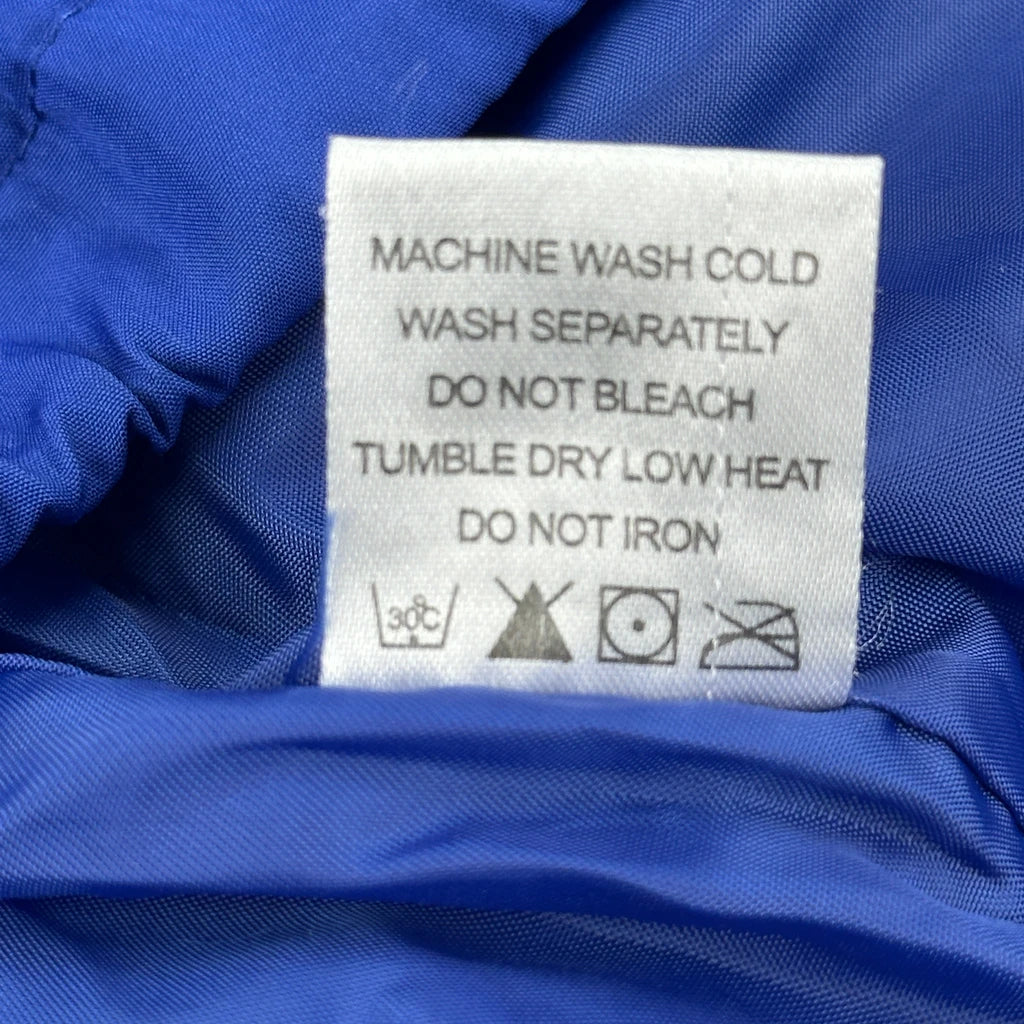 MACHINE WASH COLD
WASH SEPARATELY
DO NOT BLEACH
TUMBLE DRY LOW HEAT
DO NOT IRON
30°C